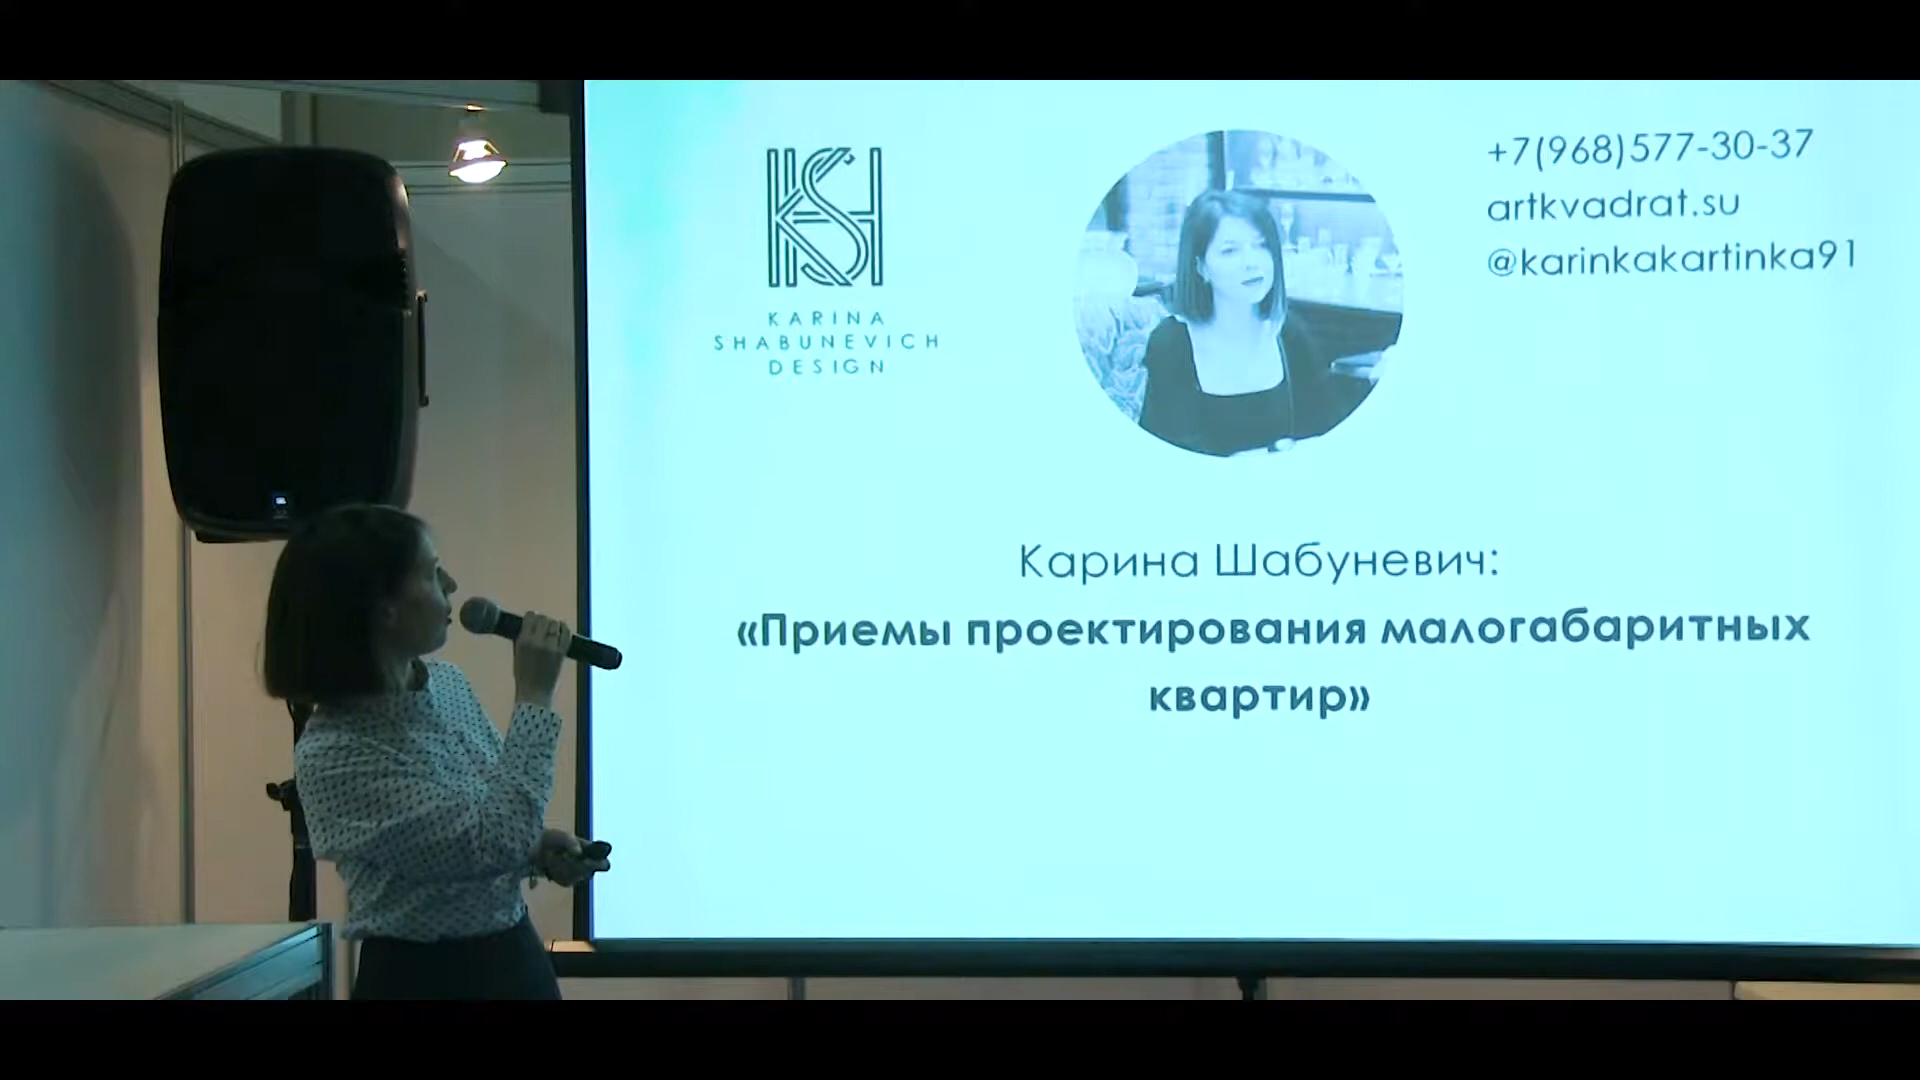 KSH
KARINA
SHABUNEVICH
DESIGN
+7(968)577-30-37
artkvadrat.su
@karinkakartinka91
Карина Шабуневич:
«Приемы проектирования малогабаритных
квартир»